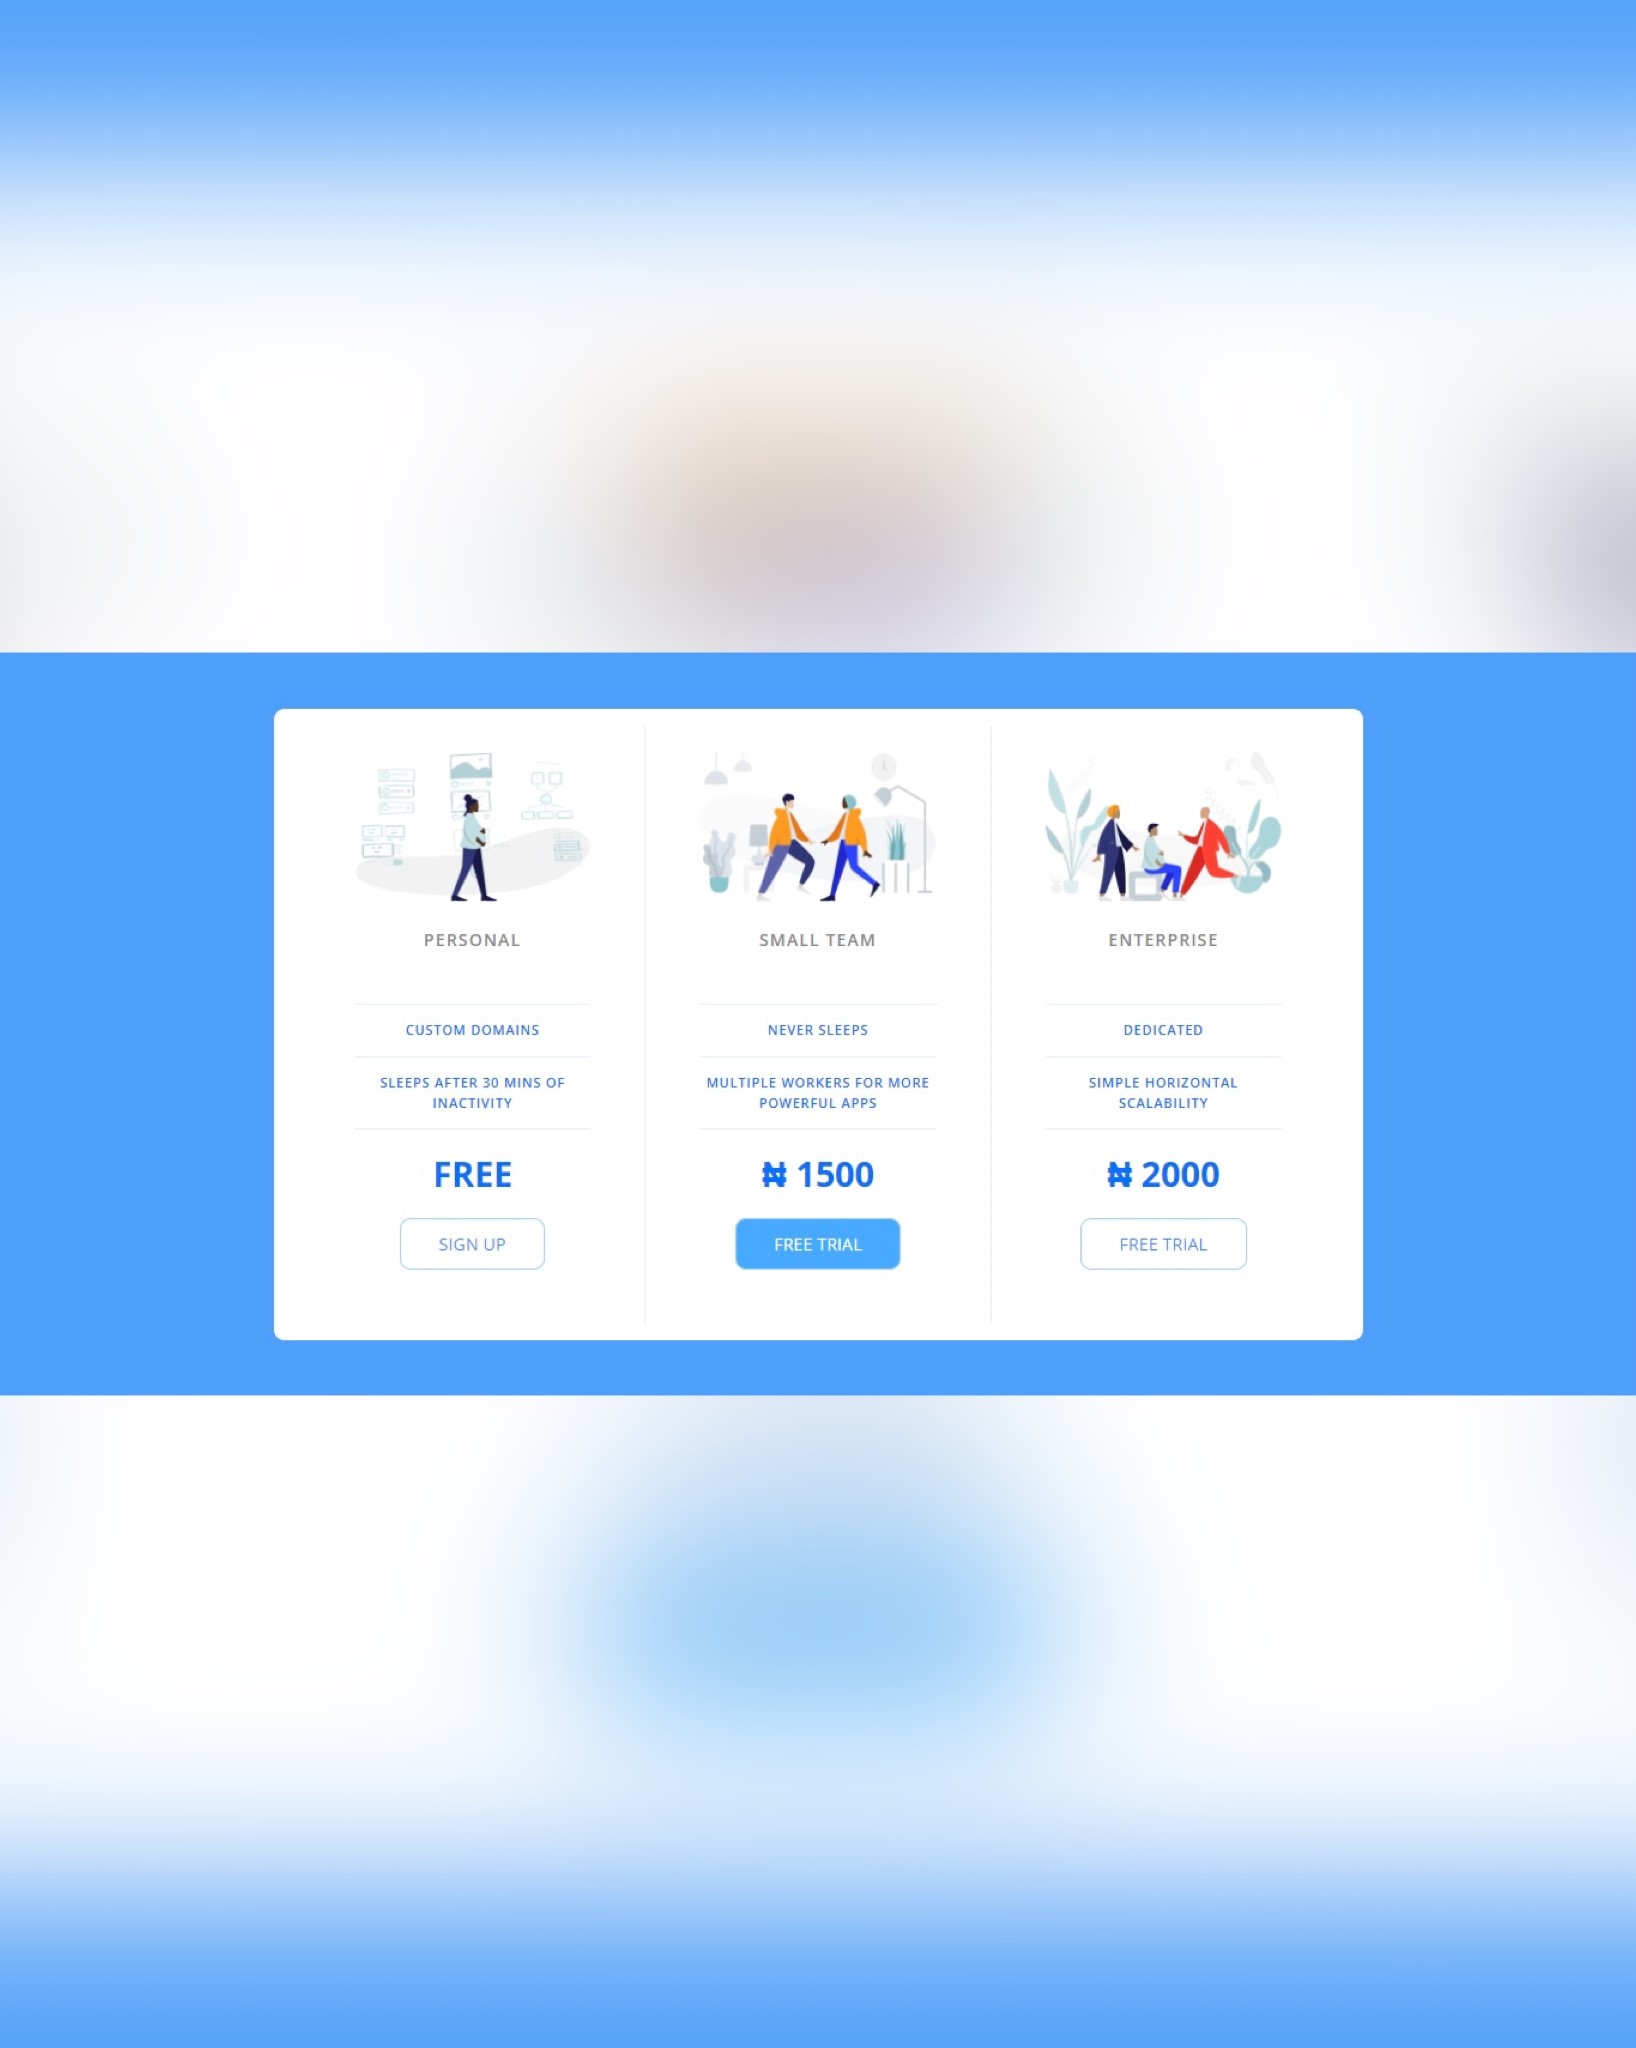 PERSONAL
CUSTOM DOMAINS
SLEEPS AFTER 30 MINS OF
INACTIVITY
FREE
SIGN UP
SMALL TEAM
NEVER SLEEPS
MULTIPLE WORKERS FOR MORE
POWERFUL APPS
₦ 1500
FREE TRIAL
ENTERPRISE
DEDICATED
SIMPLE HORIZONTAL
SCALABILITY
₦ 2000
FREE TRIAL